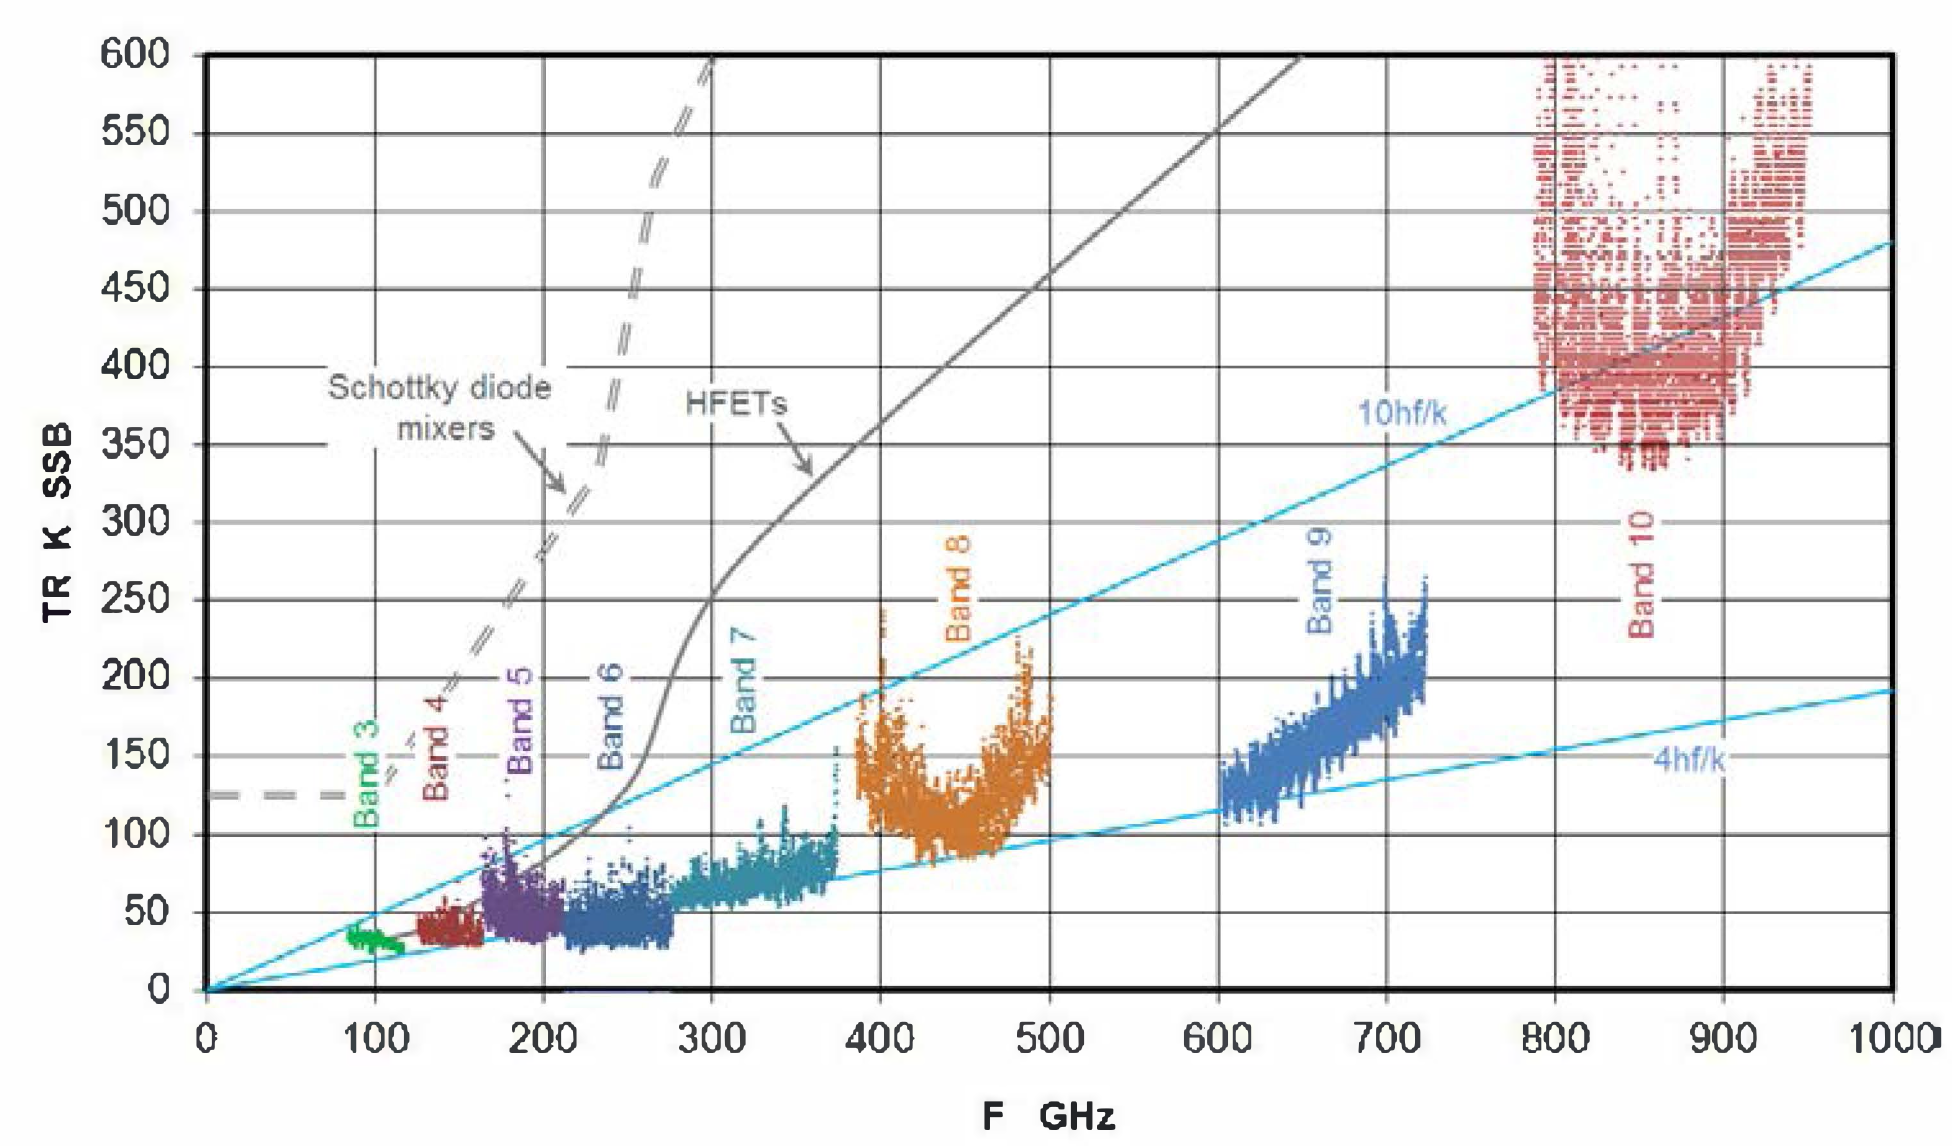 600
550
500
450
400
350
300
250
200
150
100
50
0
TR K SSB
Schottky diode
mixers
HFETs
10hf/k
4hf/k
Band 3
Band 4
Band 5
Band 6
Band 7
Band 8
Band 9
Band 10
0 100 200 300 400 500 600 700 800 900 1000
F GHz